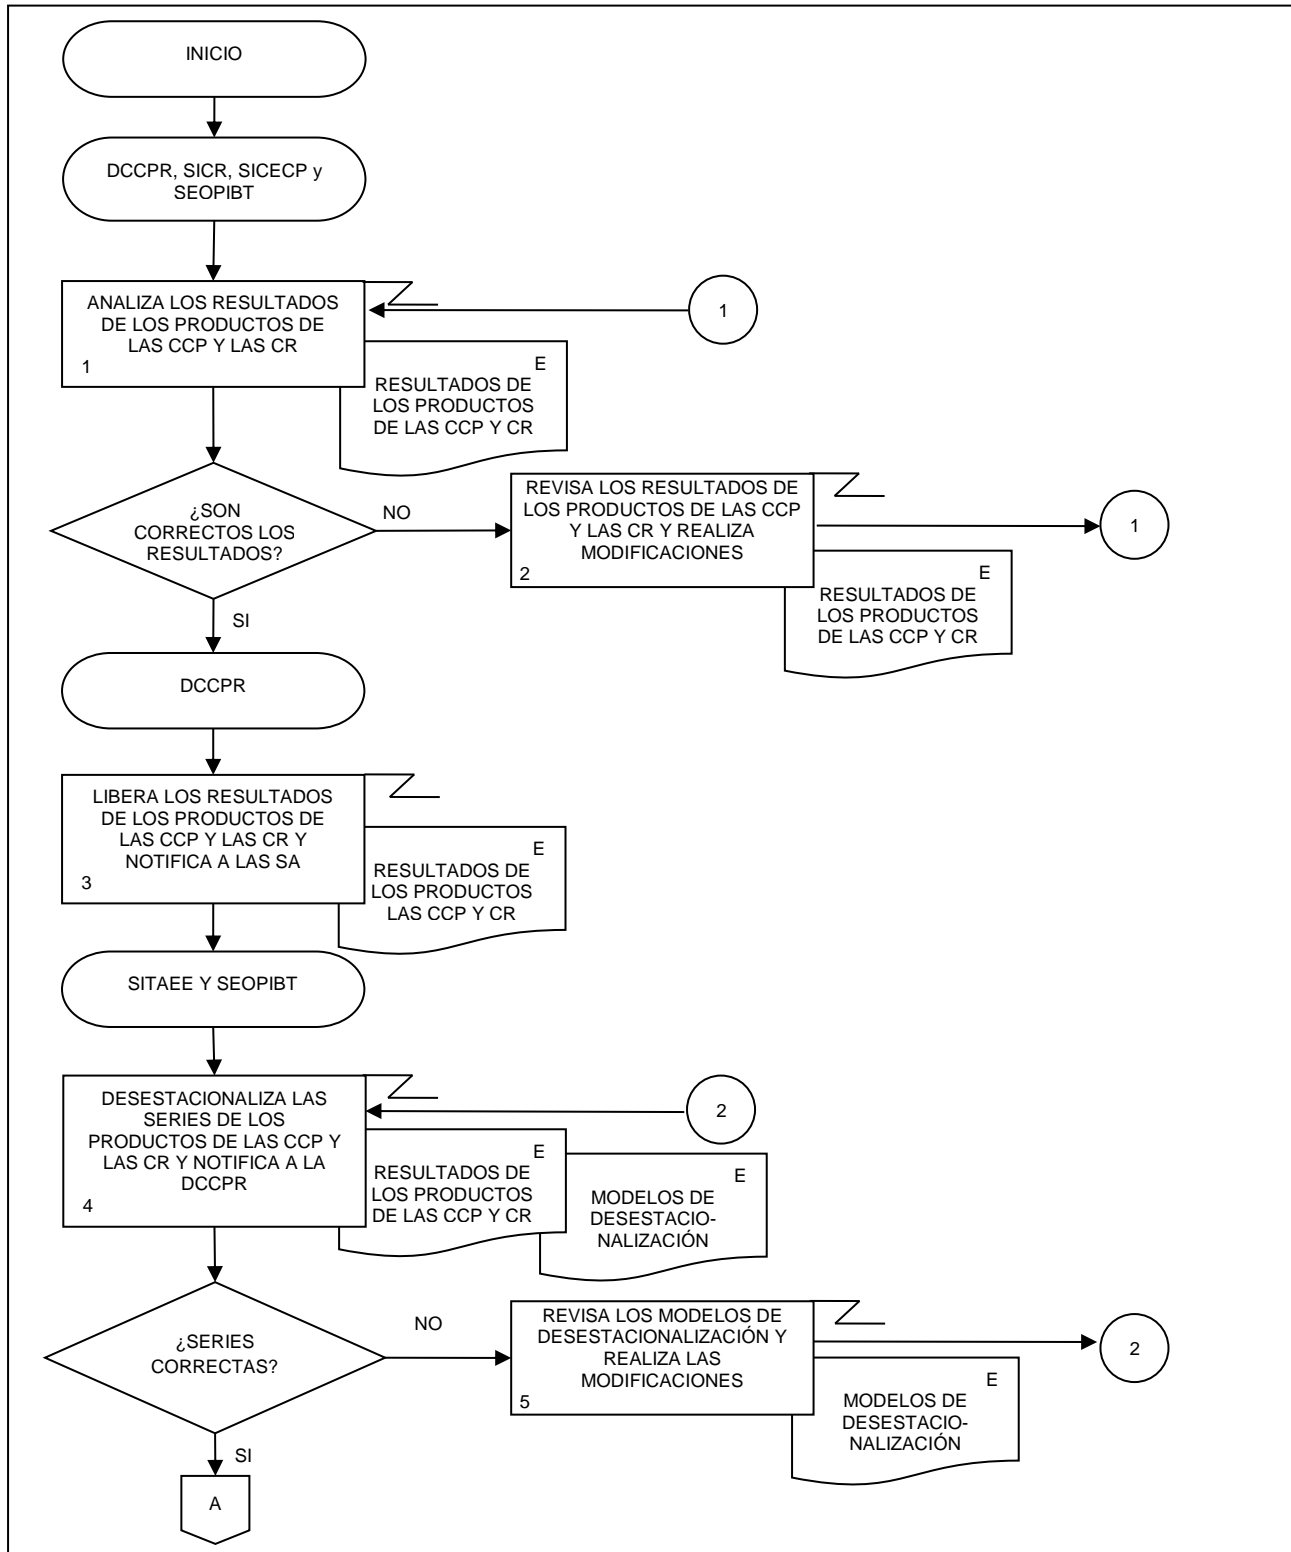 INICIO
DCCPR, SICR, SICECP y
SEOPIBT
ANALIZA LOS RESULTADOS
DE LOS PRODUCTOS DE
LAS CCP Y LAS CR
1
1
E
RESULTADOS DE
LOS PRODUCTOS
DE LAS CCP Y CR
¿SON
CORRECTOS LOS
RESULTADOS?
NO
REVISA LOS RESULTADOS DE
LOS PRODUCTOS DE LAS CCP
Y LAS CR Y REALIZA
MODIFICACIONES
2
1
E
RESULTADOS DE
LOS PRODUCTOS
DE LAS CCP Y CR
SI
DCCPR
LIBERA LOS RESULTADOS
DE LOS PRODUCTOS DE
LAS CCP Y LAS CR Y
NOTIFICA A LAS SA
3
E
RESULTADOS DE
LOS PRODUCTOS
LAS CCP Y CR
SITAEE Y SEOPIBT
DESESTACIONALIZA LAS
SERIES DE LOS
PRODUCTOS DE LAS CCP Y
LAS CR Y NOTIFICA A LA
DCCPR
4
2
E
RESULTADOS DE
LOS PRODUCTOS
DE LAS CCP Y CR
E
MODELOS DE
DESESTACIO-
NALIZACIÓN
¿SERIES
CORRECTAS?
NO
REVISA LOS MODELOS DE
DESESTACIONALIZACIÓN Y
REALIZA LAS
MODIFICACIONES
5
2
E
MODELOS DE
DESESTACIO-
NALIZACIÓN
SI
A